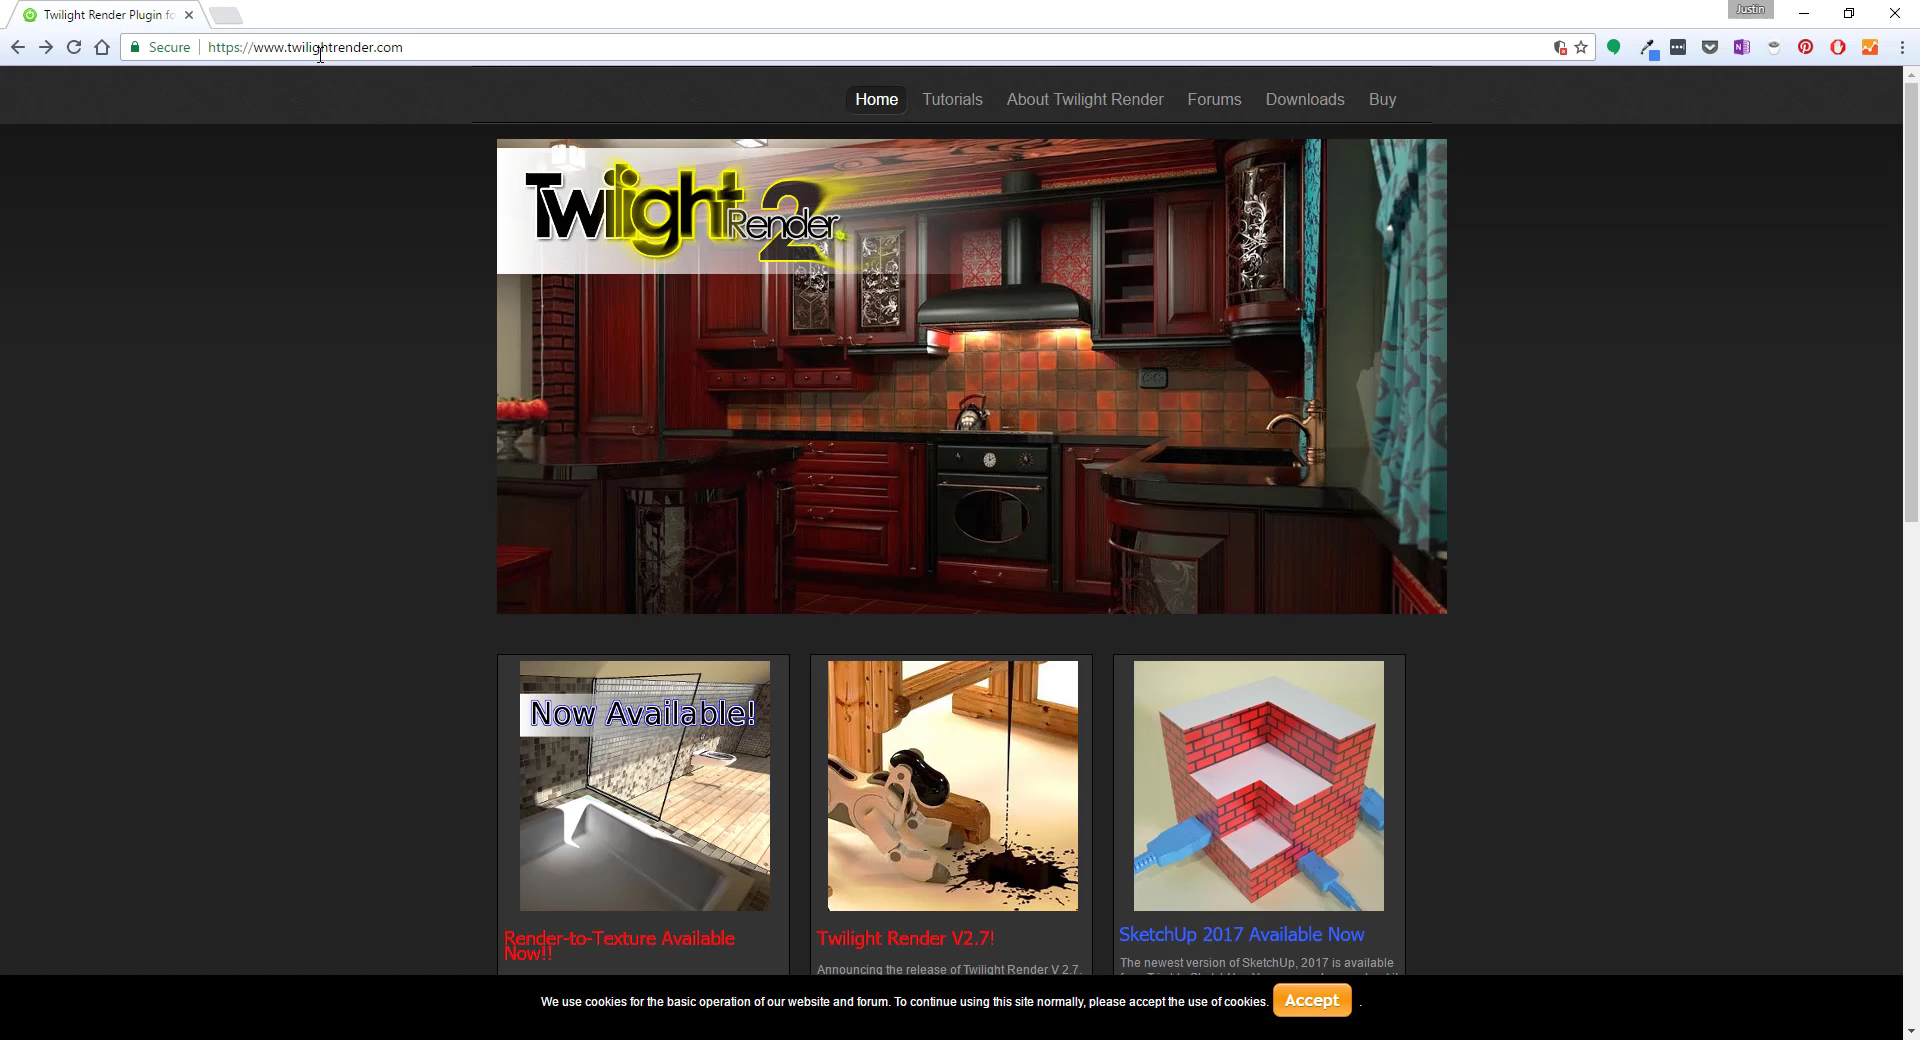 Twilight Render Plugin fo
Justin
Secure https://www.twilightrender.com
Home Tutorials About Twilight Render Forums Downloads Buy
Twilight Render 2
Now Available!
Render-to-Texture Available
Now!!
Twilight Render V2.7!
Announcing the release of Twilight Render V 2.7.
SketchUp 2017 Available Now
The newest version of SketchUp, 2017 is available
We use cookies for the basic operation of our website and forum. To continue using this site normally, please accept the use of cookies. Accept .